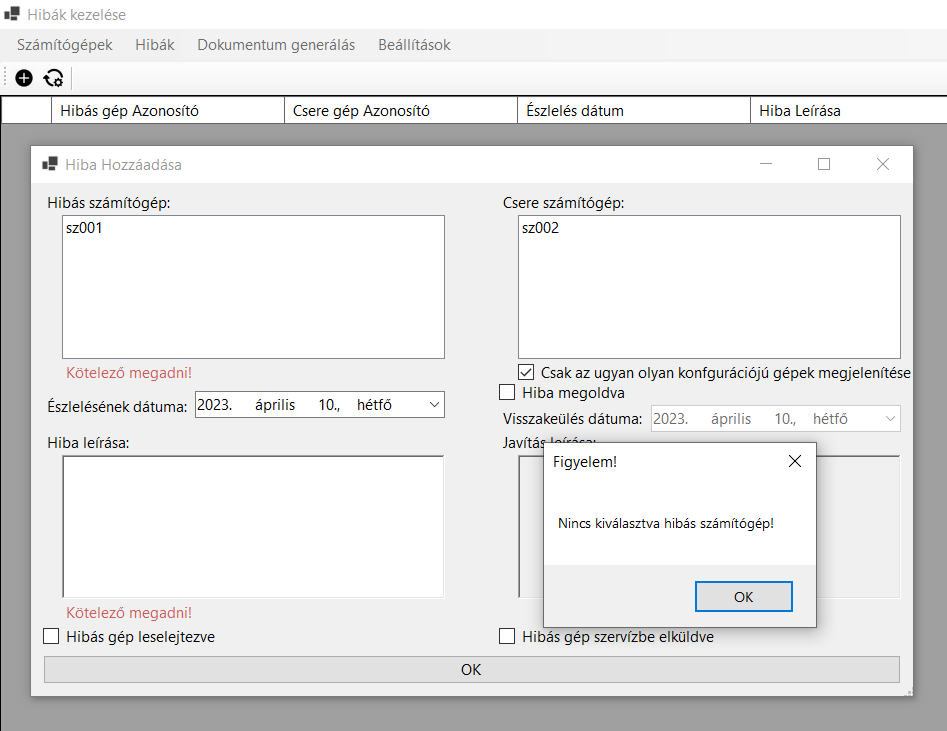 Hibák kezelése
Számítógépek Hibák Dokumentum generálás Beállítások
Hibás gép Azonosító Csere gép Azonosító Észlelés dátum Hiba Leírása
Hiba Hozzáadása
Hibás számítógép: Csere számítógép:
sz001 sz002
Kötelező megadni! Csak az ugyan olyan konfgurációjú gépek megjelenítése
Hiba megoldva
Észlelésének dátuma: 2023. április 10., hétfő
Visszakeülés dátuma: 2023. április 10., hétfő
Hiba leírása: Javítás leírása:
Figyelem!
Nincs kiválasztva hibás számítógép!
OK
Kötelező megadni!
Hibás gép leselejtezve Hibás gép szervízbe elküldve
OK